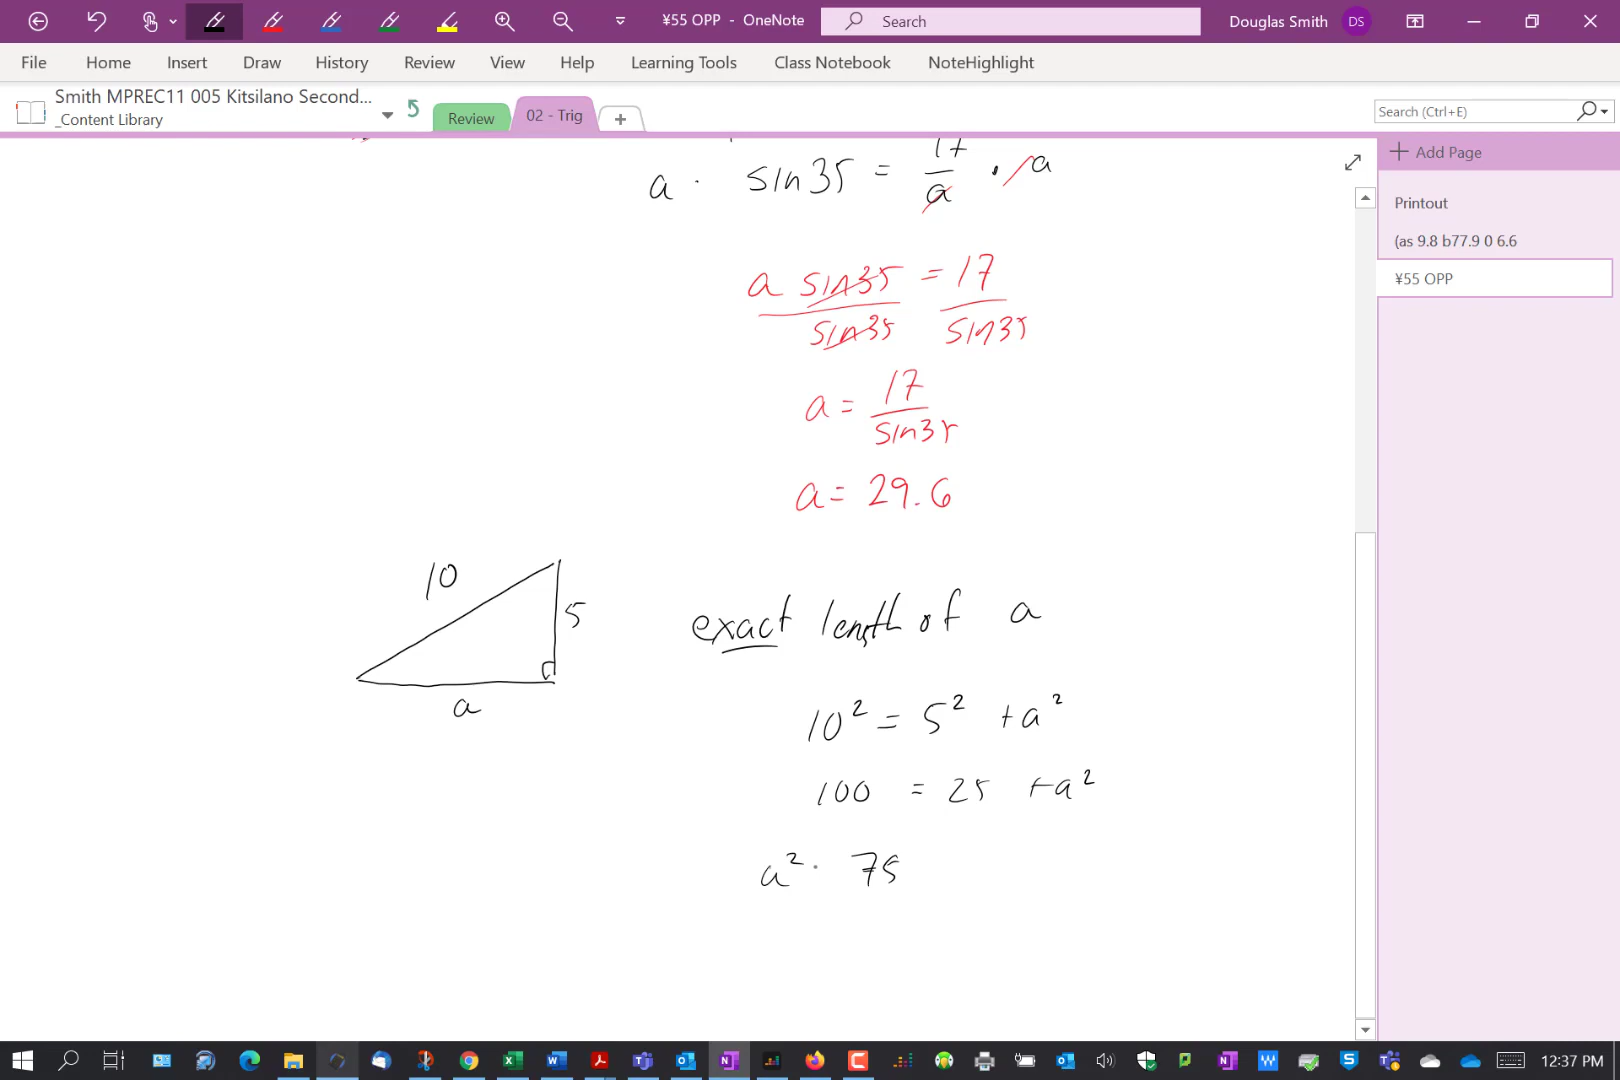 ¥55 OPP - OneNote
Search
Douglas Smith DS
File Home Insert Draw History Review View Help Learning Tools Class Notebook NoteHighlight
Smith MPREC11 005 Kitsilano Second...
_Content Library
Review
02 - Trig
Search (Ctrl+E)
Add Page
Printout
(as 9.8 b77.9 0 6.6
¥55 OPP
a · sin35 = 17/a · a
a sin35/sin35 = 17/sin35
a = 17/sin35
a = 29.6
10
5
a
exact length of a
10² = 5² + a²
100 = 25 + a²
a² · 75
12:37 PM